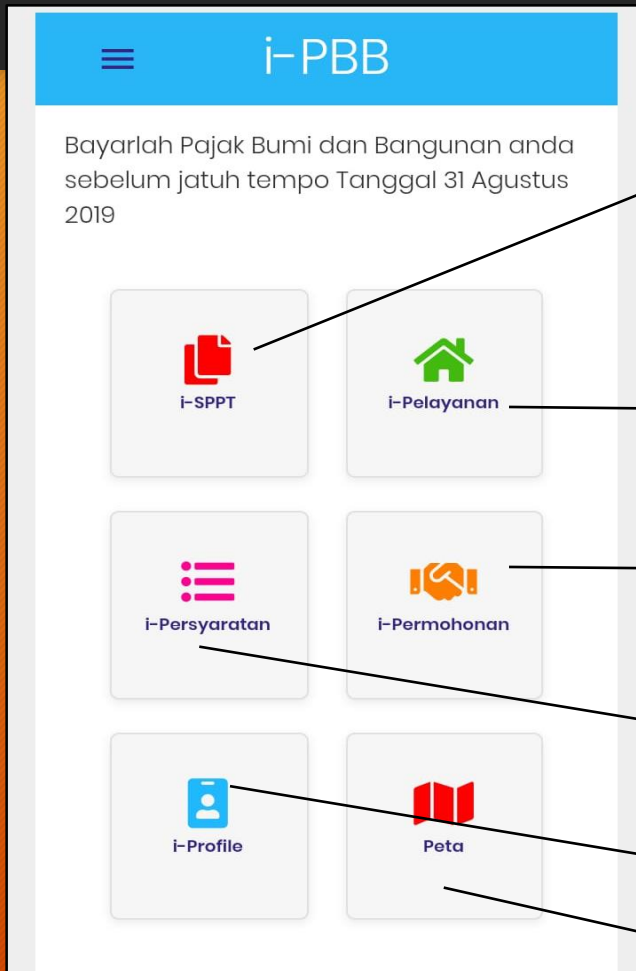 i-PBB
Bayarlah Pajak Bumi dan Bangunan anda
sebelum jatuh tempo Tanggal 31 Agustus
2019
i-SPPT
i-Pelayanan
i-Persyaratan
i-Permohonan
i-Profile
Peta